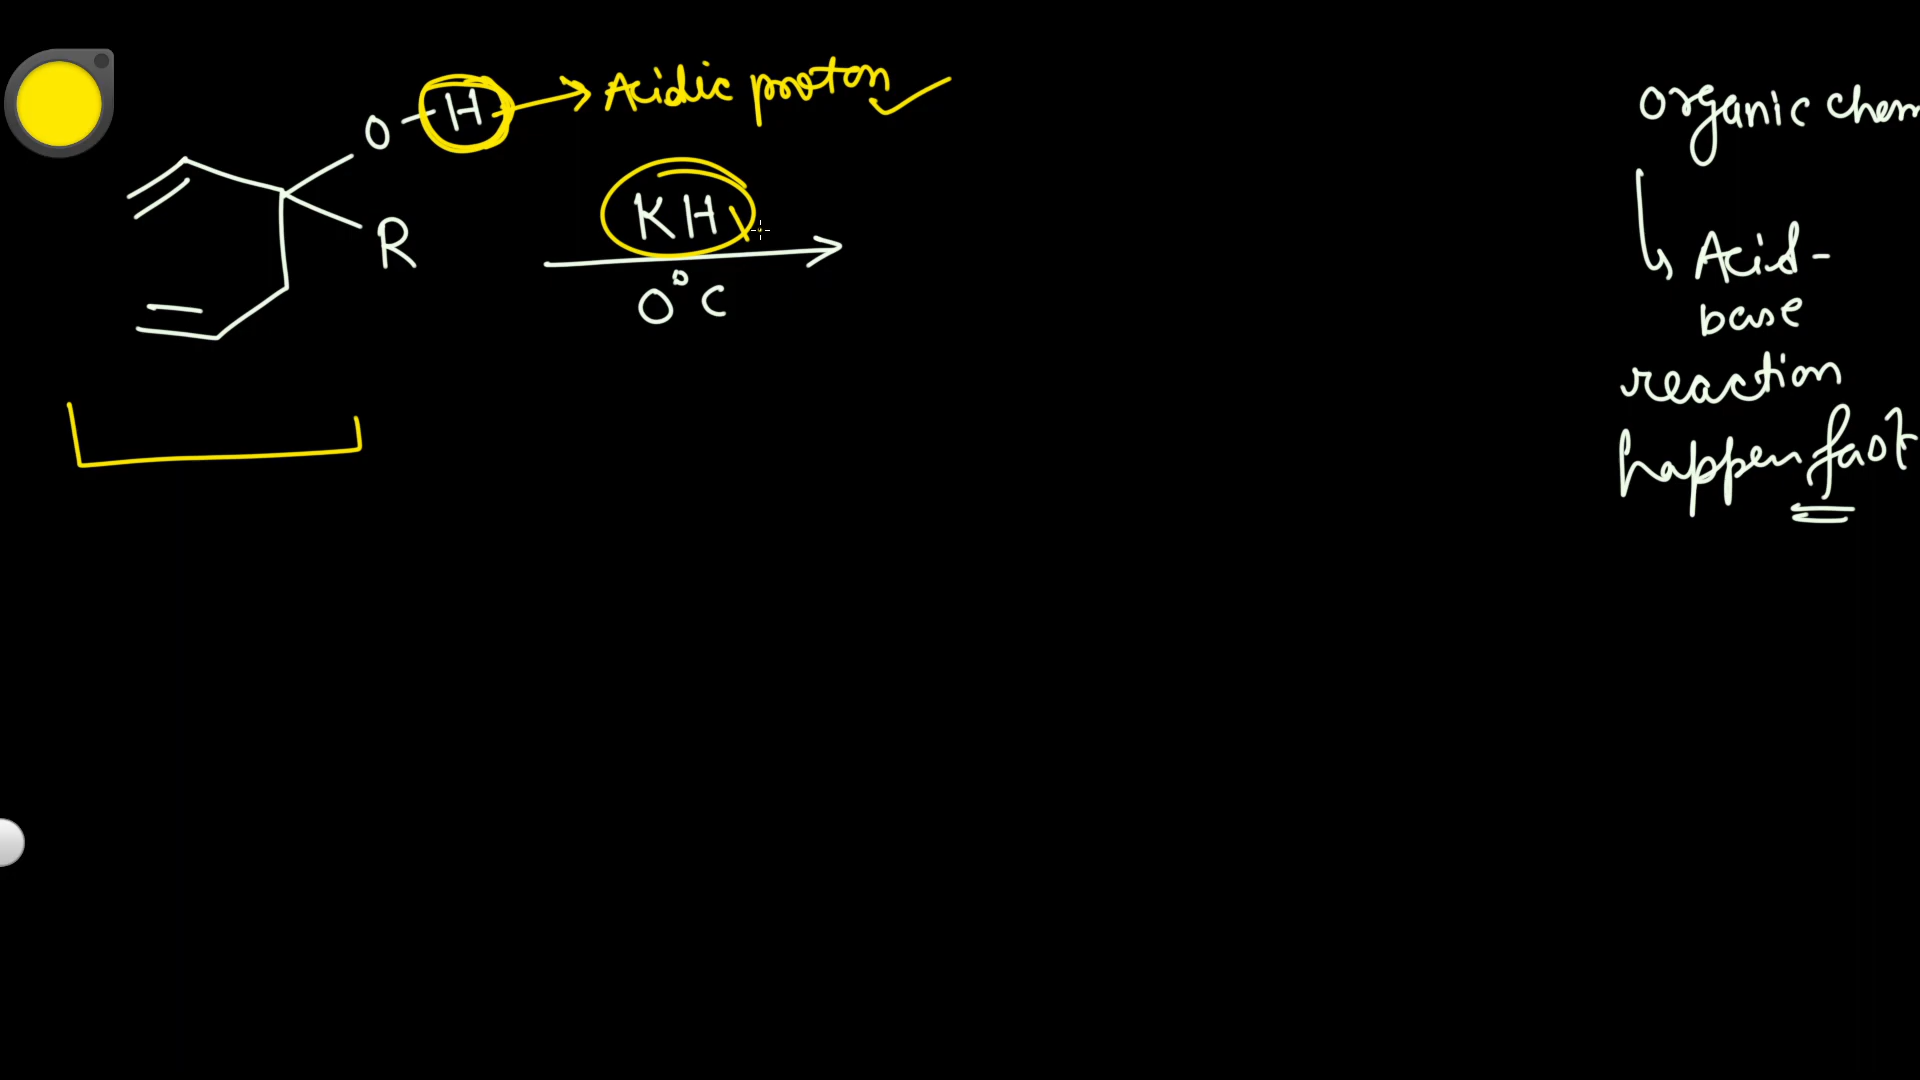 O-H → Acidic proton
R
KH
0°C
organic chem
Acid-
base
reaction
happen fast